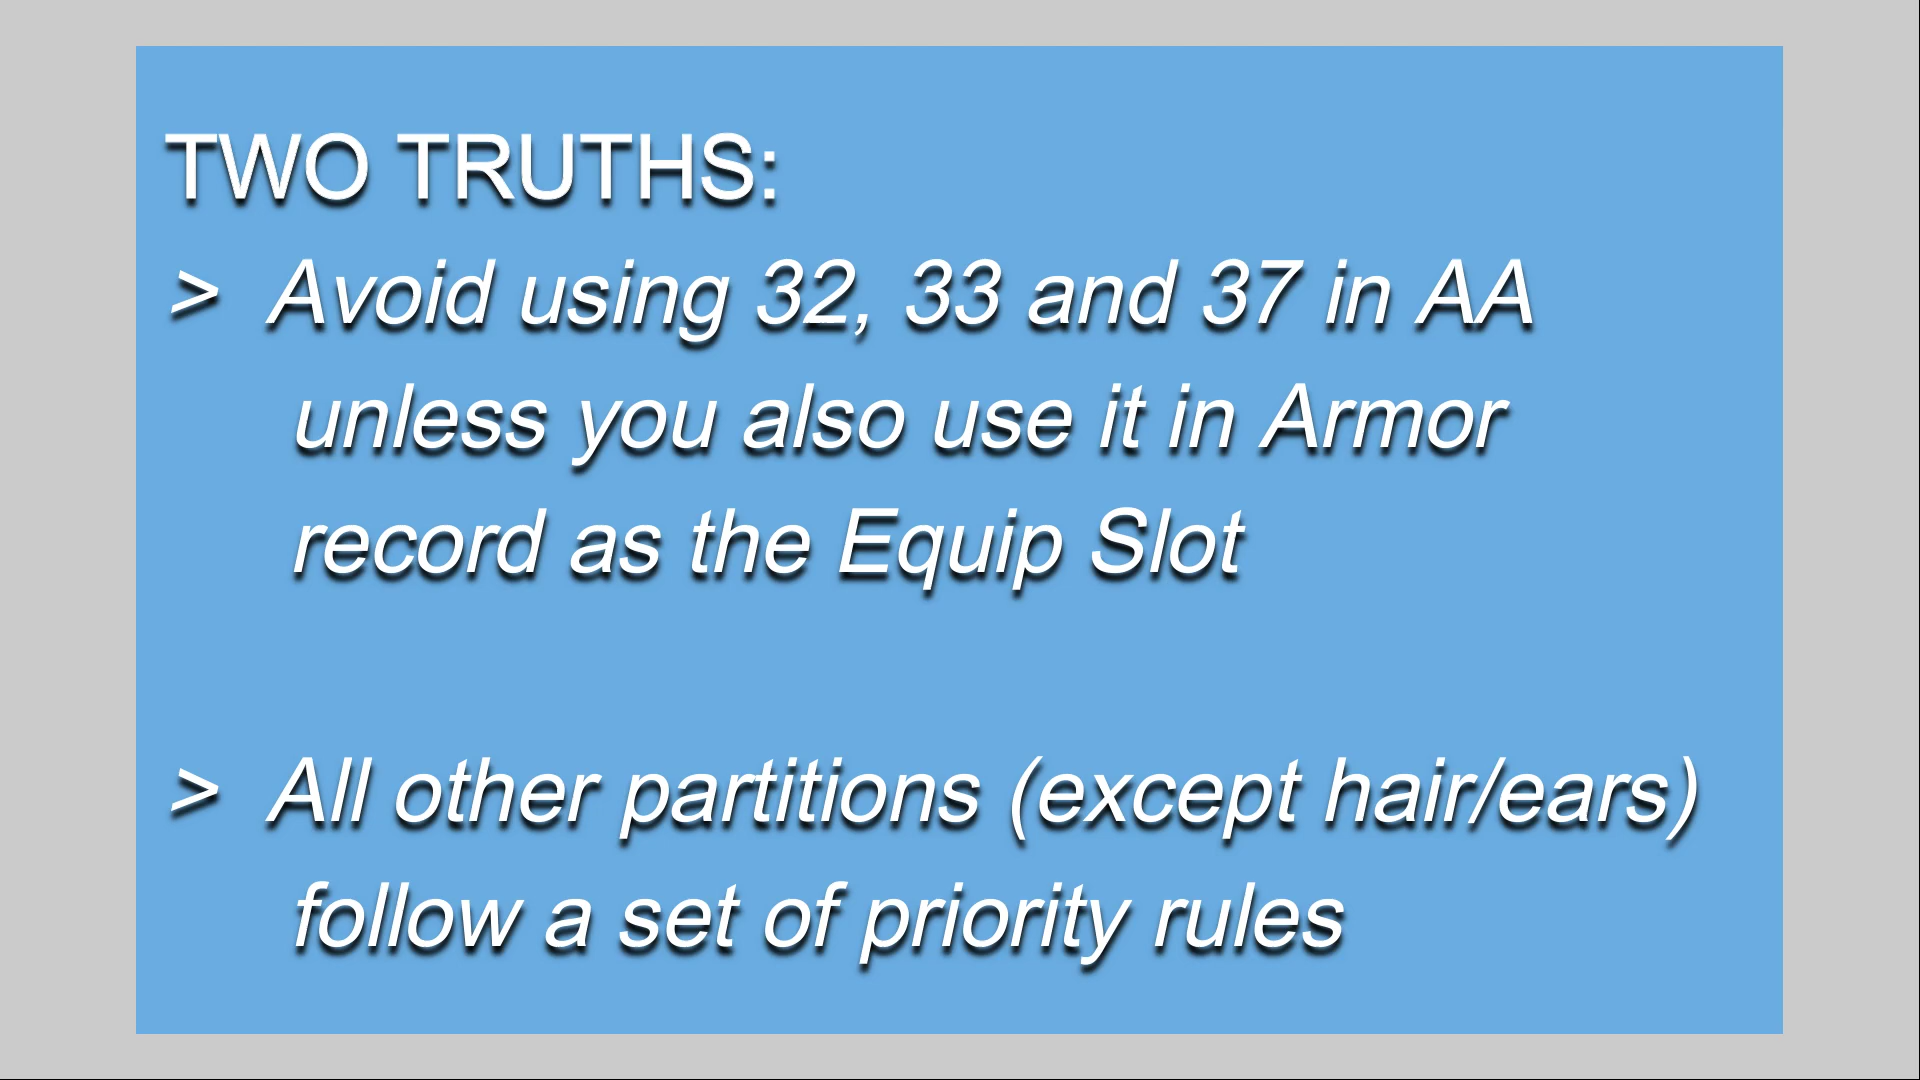 TWO TRUTHS:
> Avoid using 32, 33 and 37 in AA
unless you also use it in Armor
record as the Equip Slot
> All other partitions (except hair/ears)
follow a set of priority rules